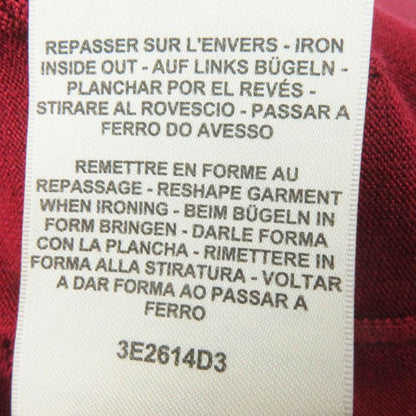 REPASSER SUR L'ENVERS - IRON
INSIDE OUT - AUF LINKS BÜGELN -
PLANCHAR POR EL REVÉS -
STIRARE AL ROVESCIO - PASSAR A
FERRO DO AVESSO
REMETTRE EN FORME AU
REPASSAGE - RESHAPE GARMENT
WHEN IRONING - BEIM BÜGELN IN
FORM BRINGEN - DARLE FORMA
CON LA PLANCHA - RIMETTERE IN
FORMA ALLA STIRATURA - VOLTAR
A DAR FORMA AO PASSAR A
FERRO
3E2614D3